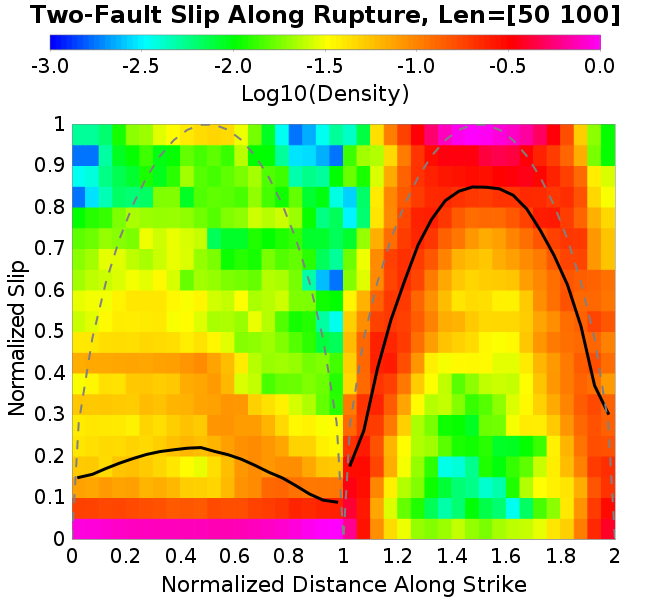 Two-Fault Slip Along Rupture, Len=[50 100]
-3.0 -2.5 -2.0 -1.5 -1.0 -0.5 0.0
Log10(Density)
Normalized Slip
1
0.9
0.8
0.7
0.6
0.5
0.4
0.3
0.2
0.1
0
0 0.2 0.4 0.6 0.8 1 1.2 1.4 1.6 1.8 2
Normalized Distance Along Strike